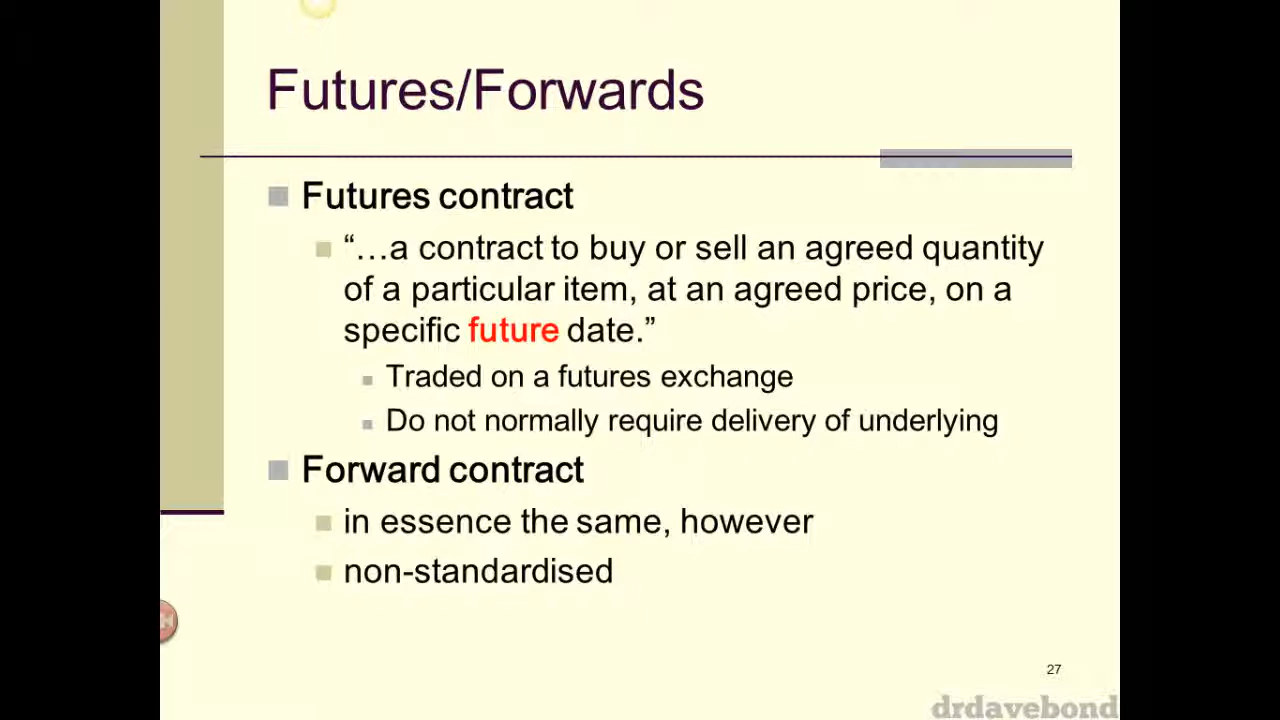 Futures/Forwards
Futures contract
“…a contract to buy or sell an agreed quantity
of a particular item, at an agreed price, on a
specific future date.”
Traded on a futures exchange
Do not normally require delivery of underlying
Forward contract
in essence the same, however
non-standardised
27
drdavebond